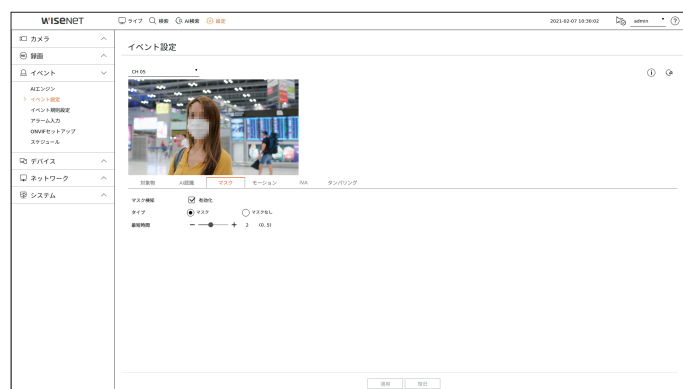 WISENET ライブ 検索 AI検索 設定 2021-02-07 10:30:02 admin
カメラ
録画
イベント
AIエンジン
イベント設定
イベント規則設定
アラーム入力
ONVIFセットアップ
スケジュール
デバイス
ネットワーク
システム
イベント設定
CH 05
対象物 AI認識 マスク モーション IVA タンパリング
マスク検知 有効化
タイプ マスク マスクなし
最短時間 2 (0..5)
適用 復旧